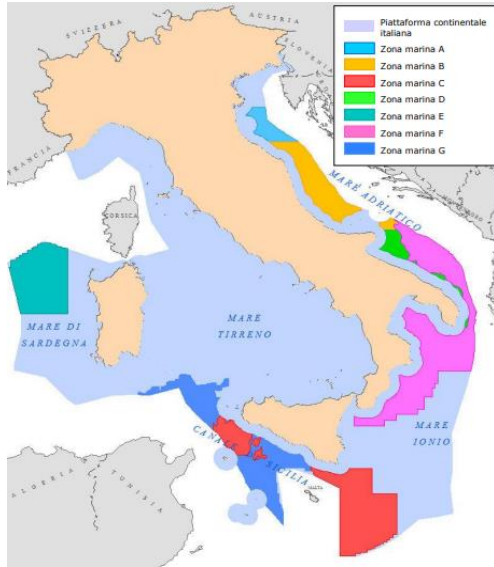 SVIZZERA
AUSTRIA
SLOVENIA
FRANCIA
CORSICA
MARE ADRIATICO
MARE DI
SARDEGNA
MARE
TIRRENO
MARE
IONIO
CANALE
SICILIA
MALTA
ALGERIA
TUNISIA
Piattaforma continentale
italiana
Zona marina A
Zona marina B
Zona marina C
Zona marina D
Zona marina E
Zona marina F
Zona marina G